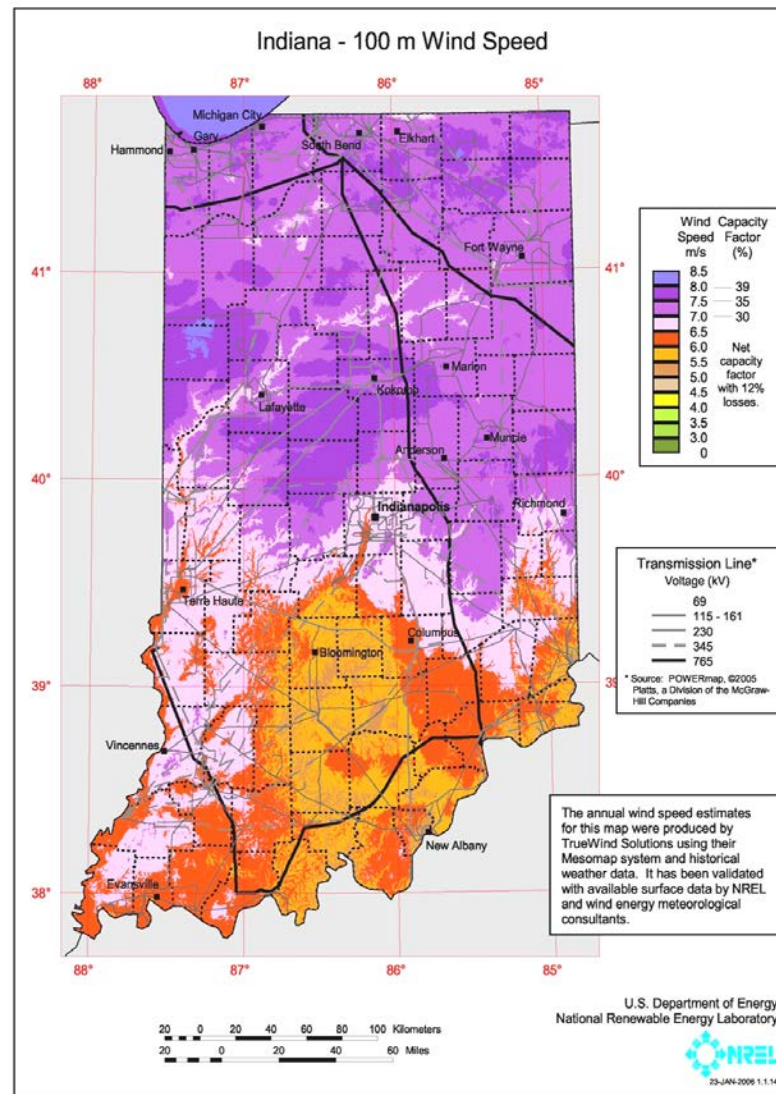 Indiana - 100 m Wind Speed
88°
87°
86°
85°
Michigan City
Gary
Hammond
South Bend
Elkhart
Fort Wayne
41°
41°
Marion
Kokomo
Lafayette
Muncie
Anderson
40°
40°
Indianapolis
Richmond
Terre Haute
Columbus
Bloomington
39°
39
Vincennes
New Albany
38°
Evansville
88°
87°
86°
85°
Wind Capacity
Speed Factor
m/s (%)
8.5
8.0 39
7.5 35
7.0 30
6.5
6.0
5.5
5.0
4.5
4.0
3.5
3.0
0
Net
capacity
factor
with 12%
losses.
Transmission Line*
Voltage (kV)
69
115 - 161
230
345
765
* Source: POWERmap, ©2005
Platts, a Division of the McGraw-
Hill Companies
The annual wind speed estimates
for this map were produced by
TrueWind Solutions using their
Mesomap system and historical
weather data. It has been validated
with available surface data by NREL
and wind energy meteorological
consultants.
20 0 20 40 60 80 100 Kilometers
20 0 20 40 60 Miles
U.S. Department of Energy
National Renewable Energy Laboratory
NREL
23-JAN-2006 1.1.14